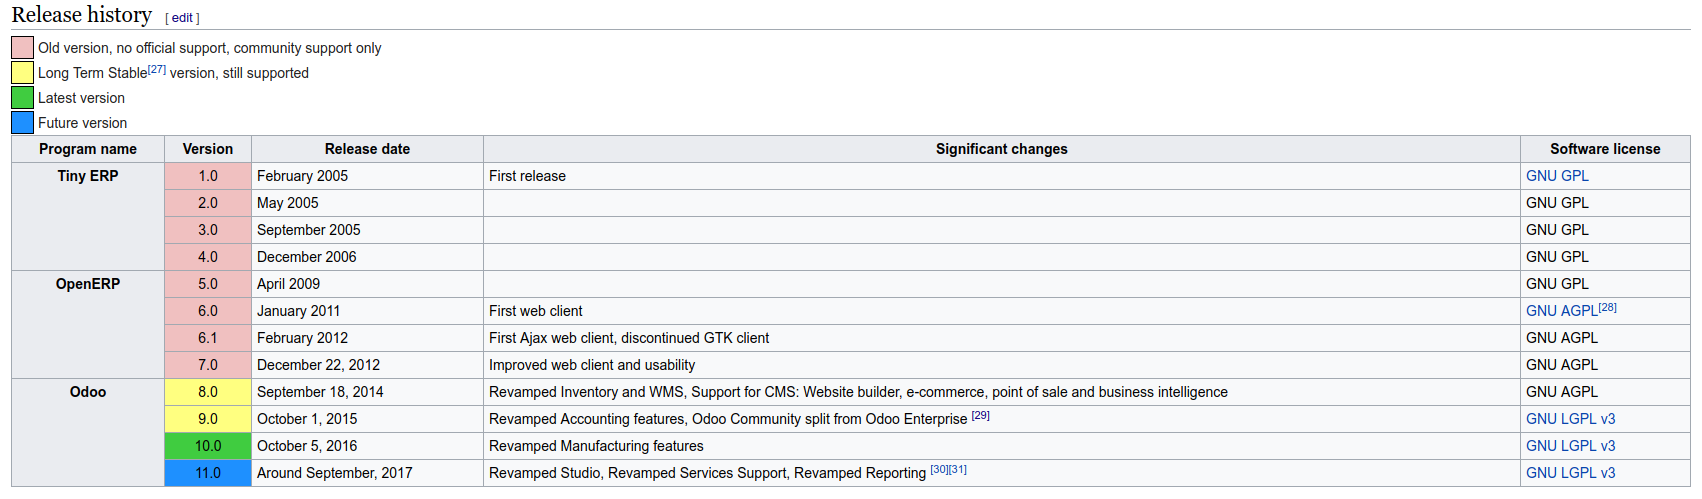 Release history [ edit ]
Old version, no official support, community support only
Long Term Stable[27] version, still supported
Latest version
Future version
Program name Version Release date Significant changes Software license
Tiny ERP 1.0 February 2005 First release GNU GPL
2.0 May 2005 GNU GPL
3.0 September 2005 GNU GPL
4.0 December 2006 GNU GPL
OpenERP 5.0 April 2009 GNU GPL
6.0 January 2011 First web client GNU AGPL[28]
6.1 February 2012 First Ajax web client, discontinued GTK client GNU AGPL
7.0 December 22, 2012 Improved web client and usability GNU AGPL
Odoo 8.0 September 18, 2014 Revamped Inventory and WMS, Support for CMS: Website builder, e-commerce, point of sale and business intelligence GNU AGPL
9.0 October 1, 2015 Revamped Accounting features, Odoo Community split from Odoo Enterprise [29] GNU LGPL v3
10.0 October 5, 2016 Revamped Manufacturing features GNU LGPL v3
11.0 Around September, 2017 Revamped Studio, Revamped Services Support, Revamped Reporting [30][31] GNU LGPL v3